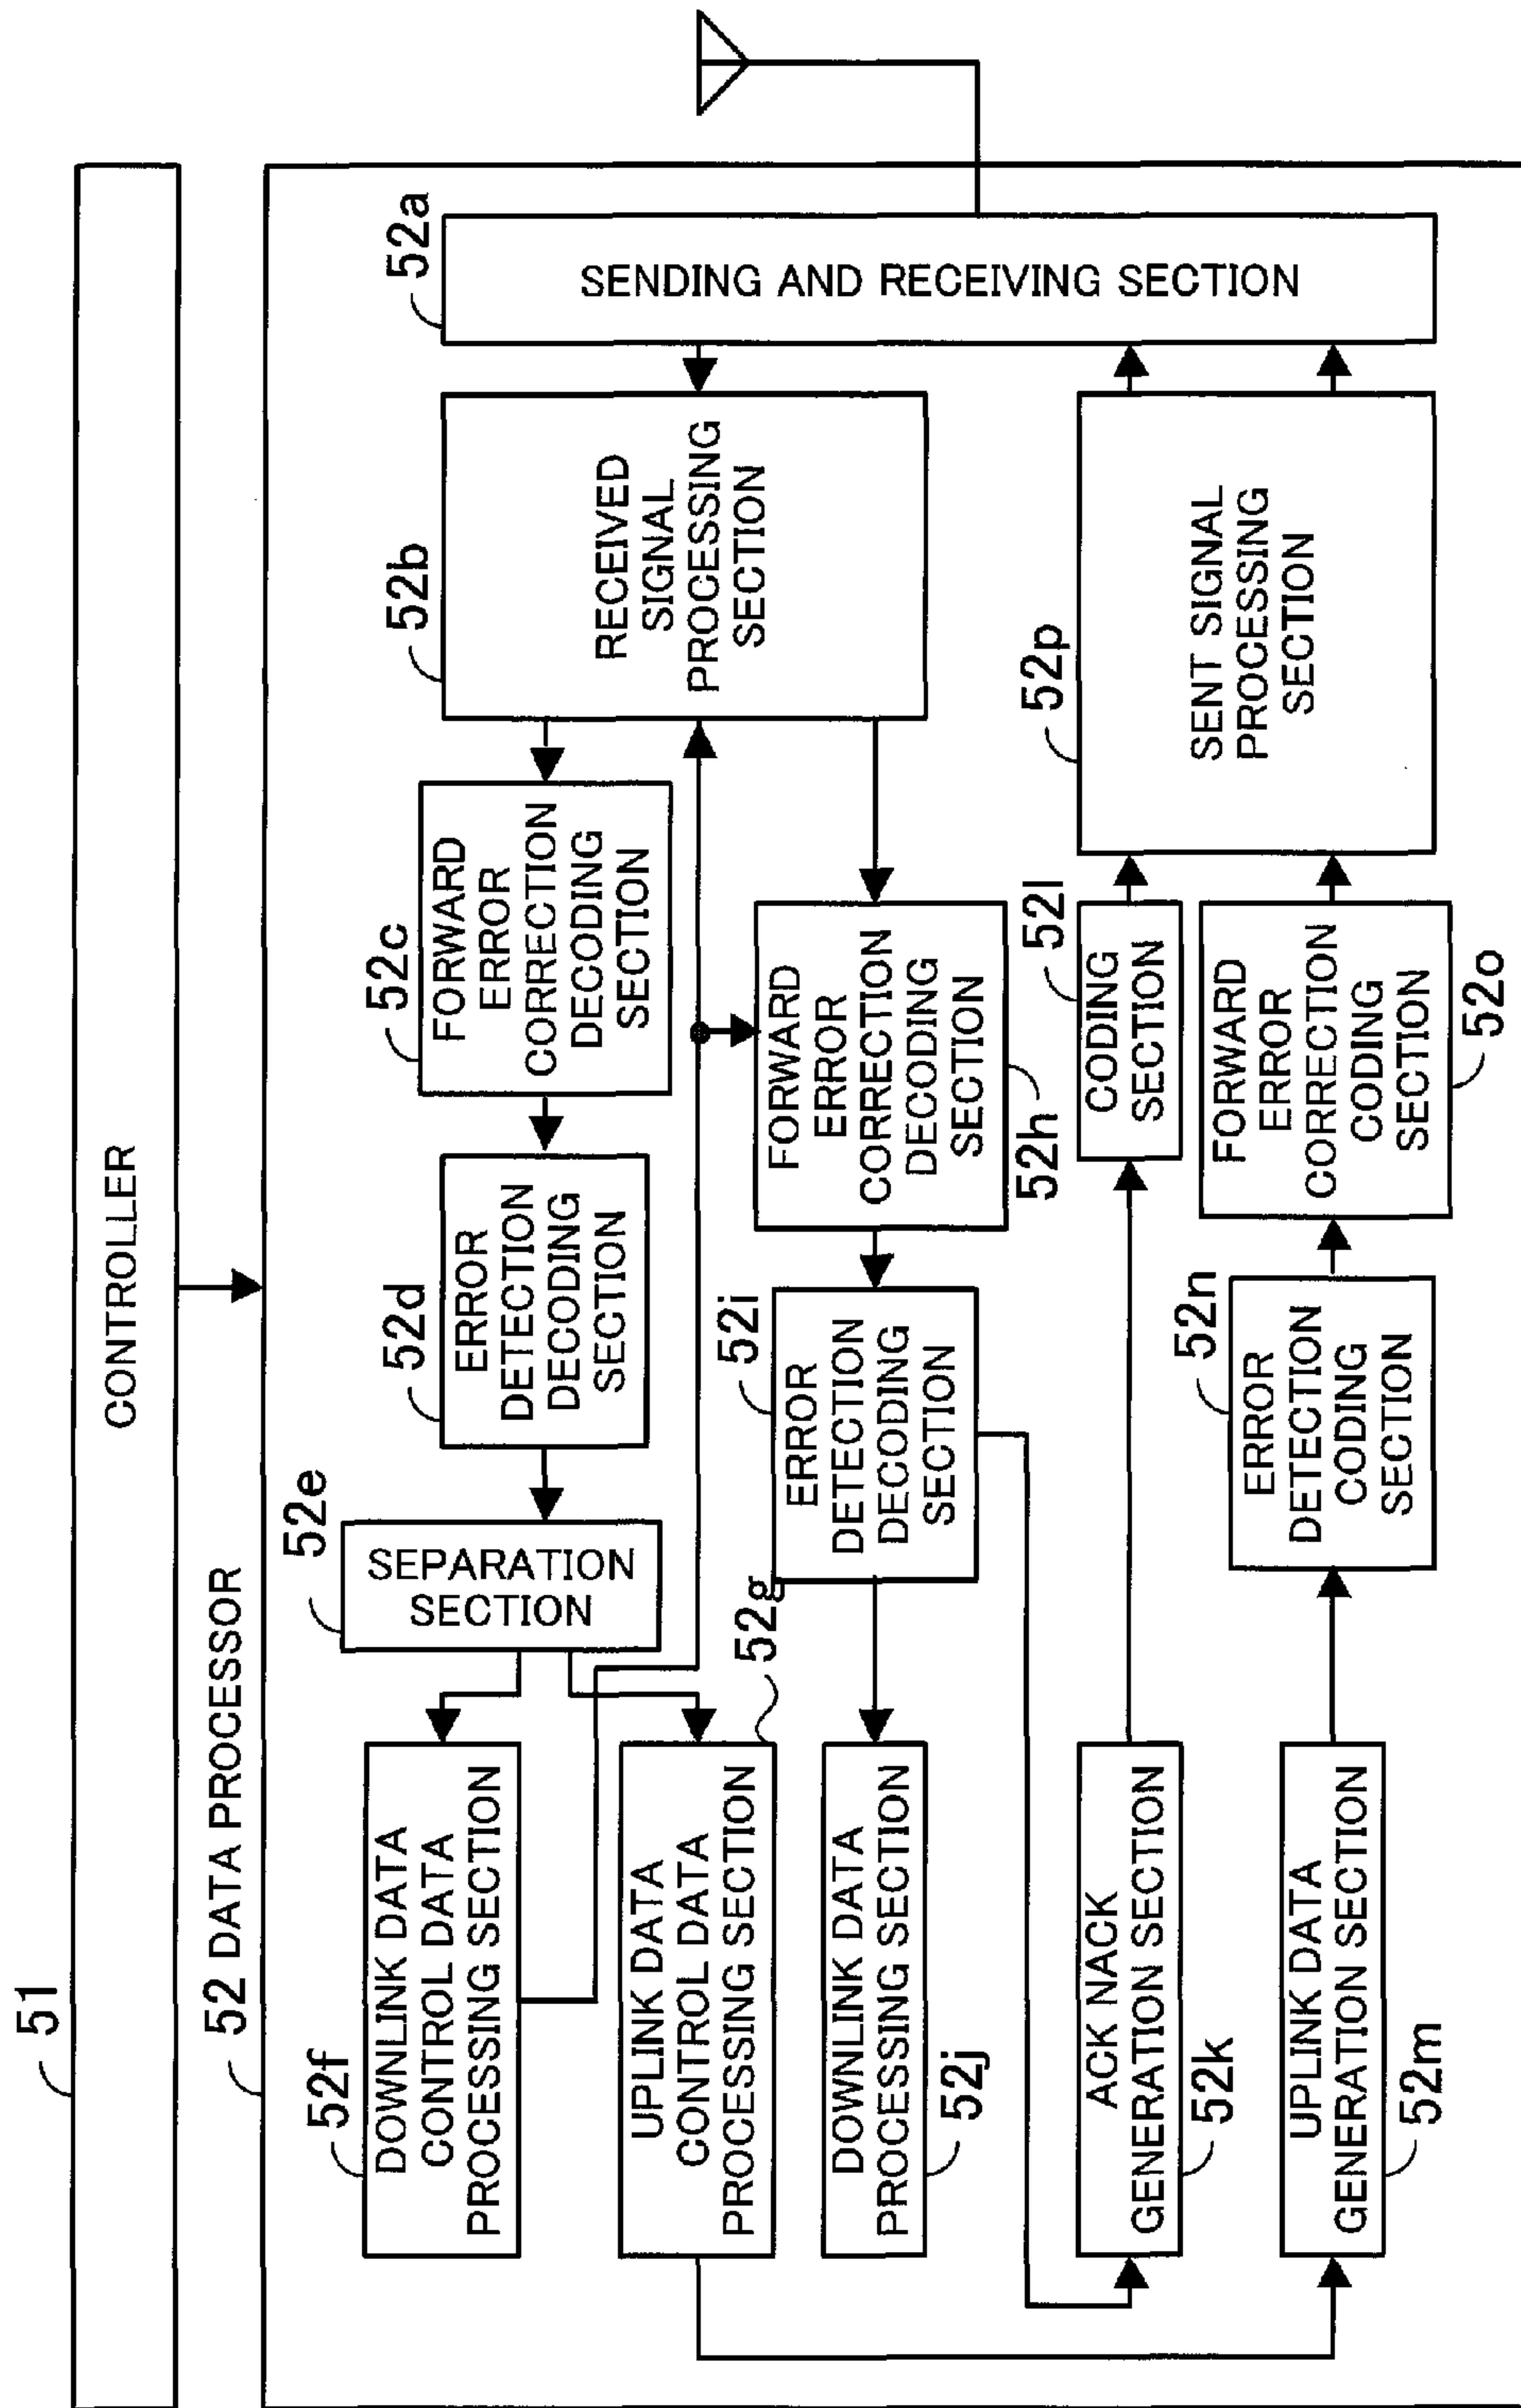 51
CONTROLLER
52 DATA PROCESSOR
52f
DOWNLINK DATA
CONTROL DATA
PROCESSING SECTION
52e
SEPARATION
SECTION
52d
ERROR
DETECTION
DECODING
SECTION
52c
FORWARD
ERROR
CORRECTION
DECODING
SECTION
52b
RECEIVED
SIGNAL
PROCESSING
SECTION
52a
SENDING AND RECEIVING SECTION
UPLINK DATA
CONTROL DATA
PROCESSING SECTION
52g
DOWNLINK DATA
PROCESSING SECTION
52j
52i
ERROR
DETECTION
DECODING
SECTION
FORWARD
ERROR
CORRECTION
DECODING
SECTION
52h
ACK NACK
GENERATION SECTION
52k
52l
CODING
SECTION
52p
SENT SIGNAL
PROCESSING
SECTION
UPLINK DATA
GENERATION SECTION
52m
52n
ERROR
DETECTION
CODING
SECTION
FORWARD
ERROR
CORRECTION
CODING
SECTION
52o